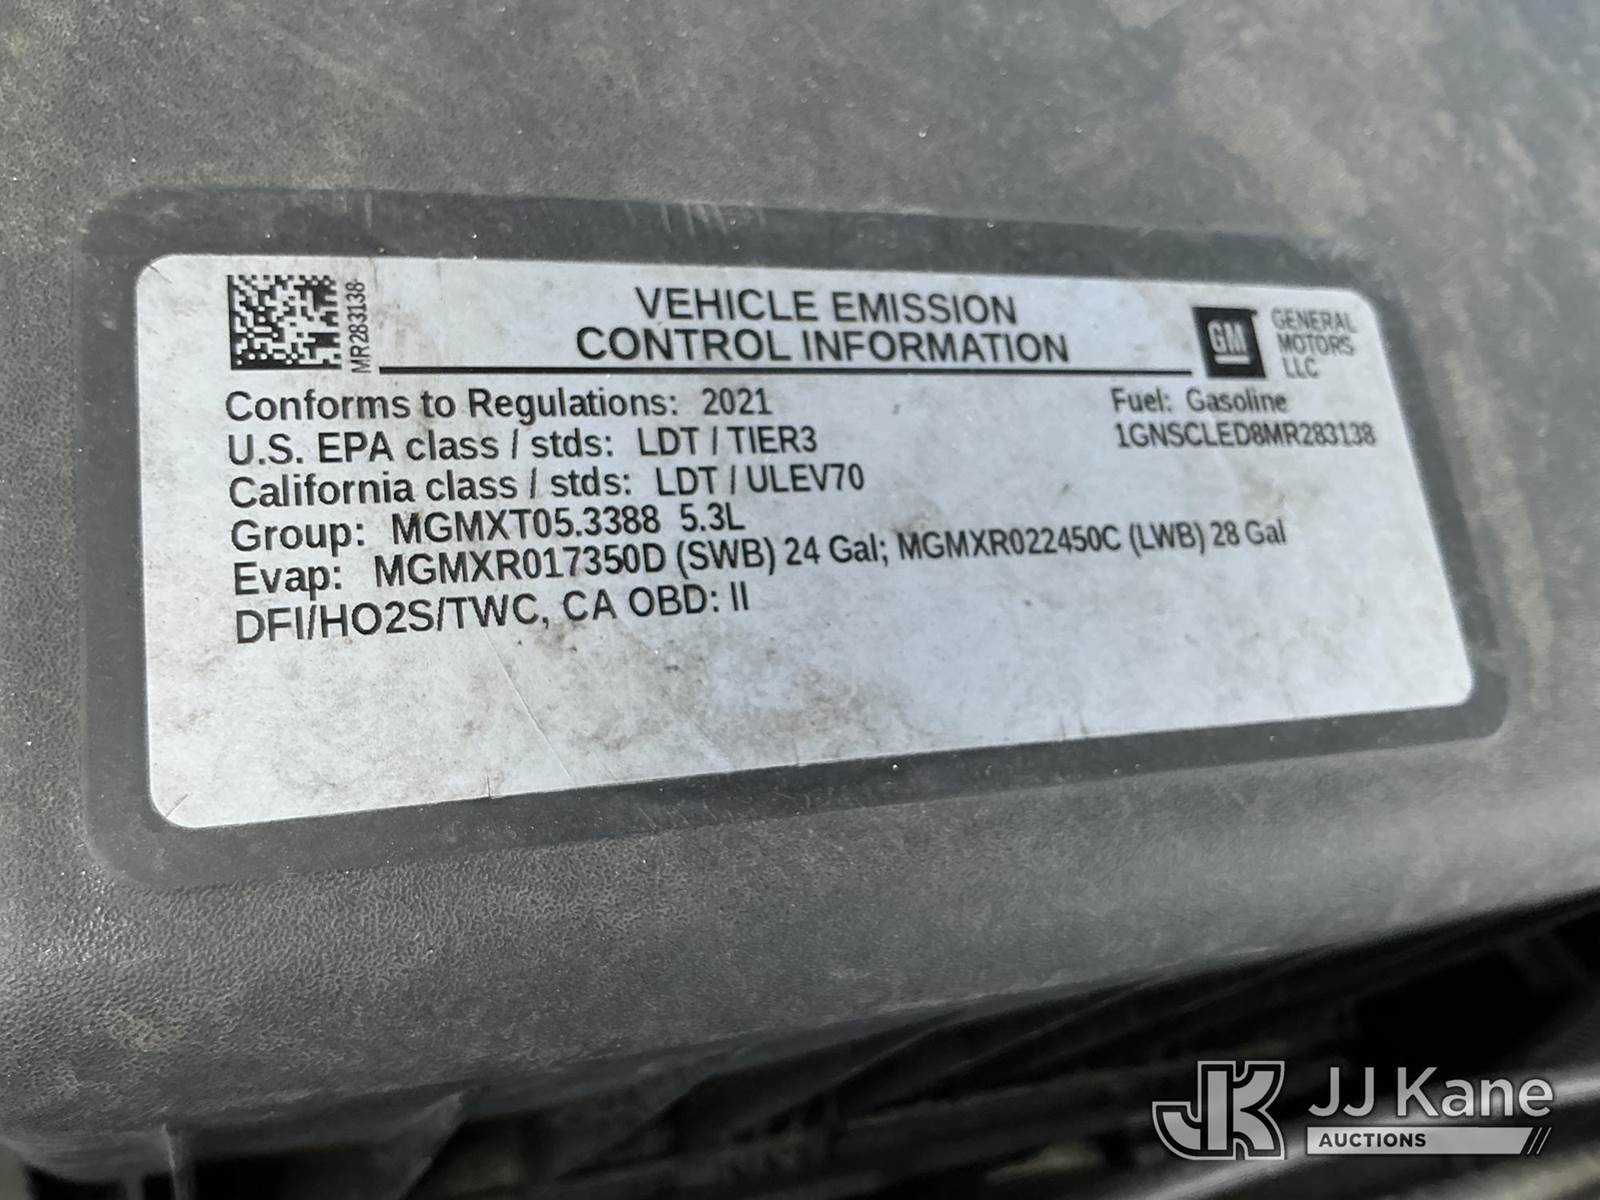 MR283138
VEHICLE EMISSION
CONTROL INFORMATION
GM
GENERAL
MOTORS
LLC
Conforms to Regulations: 2021
U.S. EPA class / stds: LDT / TIER3
California class / stds: LDT / ULEV70
Group: MGMXT05.3388 5.3L
Evap: MGMXR017350D (SWB) 24 Gal; MGMXR022450C (LWB) 28 Gal
DFI/HO2S/TWC, CA OBD: II
Fuel: Gasoline
1GNSCLED8MR283138
JK JJ Kane
AUCTIONS